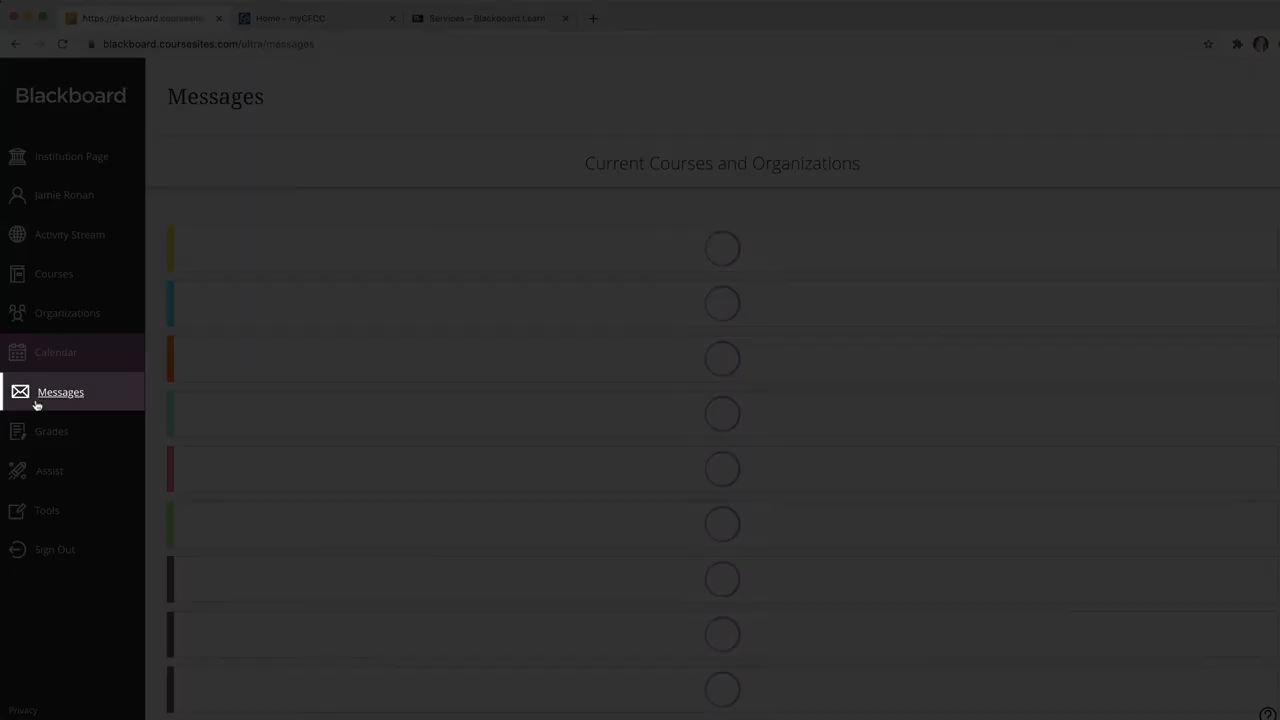 https://blackboard.coursesites.
Home - myCFCC
Services – Blackboard Learn
blackboard.coursesites.com/ultra/messages
Blackboard
Messages
Institution Page
Current Courses and Organizations
Jamie Ronan
Activity Stream
Courses
Organizations
Calendar
Messages
Grades
Assist
Tools
Sign Out
Privacy